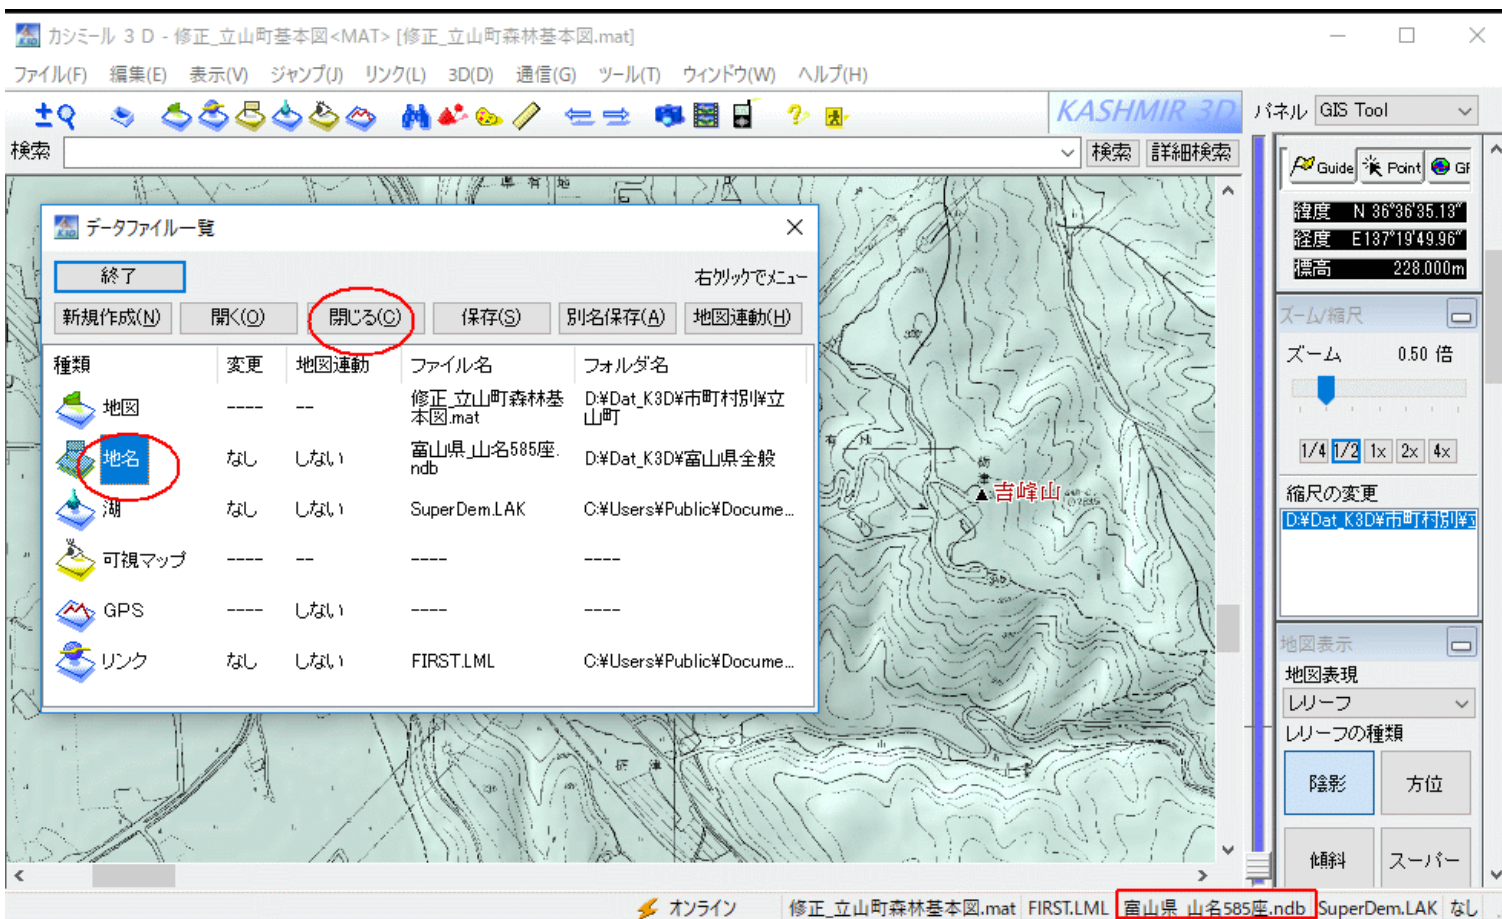 カシミール 3D - 修正_立山町基本図<MAT> [修正_立山町森林基本図.mat]
ファイル(F) 編集(E) 表示(V) ジャンプ(J) リンク(L) 3D(D) 通信(G) ツール(T) ウィンドウ(W) ヘルプ(H)
KASHMIR 3D
パネル GIS Tool
検索 検索 詳細検索
Guide Point GF
緯度 N 36°36'35.13"
経度 E137°19'49.96"
標高 228.000m
データファイル一覧
終了 右クリックでメニュー
新規作成(N) 開く(O) 閉じる(C) 保存(S) 別名保存(A) 地図連動(H)
種類 変更 地図連動 ファイル名 フォルダ名
地図 ---- -- 修正_立山町森林基本図.mat D:¥Dat_K3D¥市町村別¥立山町
地名 なし しない 富山県_山名585座.ndb D:¥Dat_K3D¥富山県全般
湖 なし しない SuperDem.LAK C:¥Users¥Public¥Docume...
可視マップ ---- -- ---- ----
GPS ---- しない ---- ----
リンク なし しない FIRST.LML C:¥Users¥Public¥Docume...
吉峰山
ズーム/縮尺
ズーム 0.50 倍
1/4 1/2 1x 2x 4x
縮尺の変更
D:¥Dat_K3D¥市町村別¥立
地図表示
地図表現
レリーフ
レリーフの種類
陰影 方位
傾斜 スーパー
オンライン 修正_立山町森林基本図.mat FIRST.LML 富山県_山名585座.ndb SuperDem.LAK なし